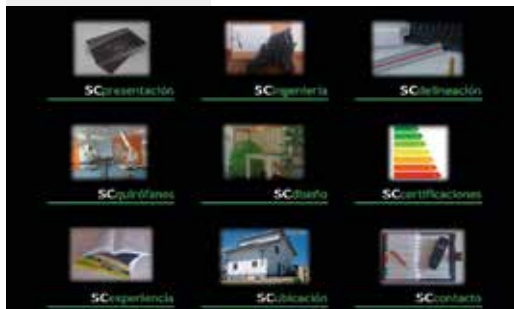 SCpresentación
SCingeniería
SCdelineación
SCquirófanos
SCdiseño
SCcertificaciones
SCexperiencia
SCubicación
SCcontacto